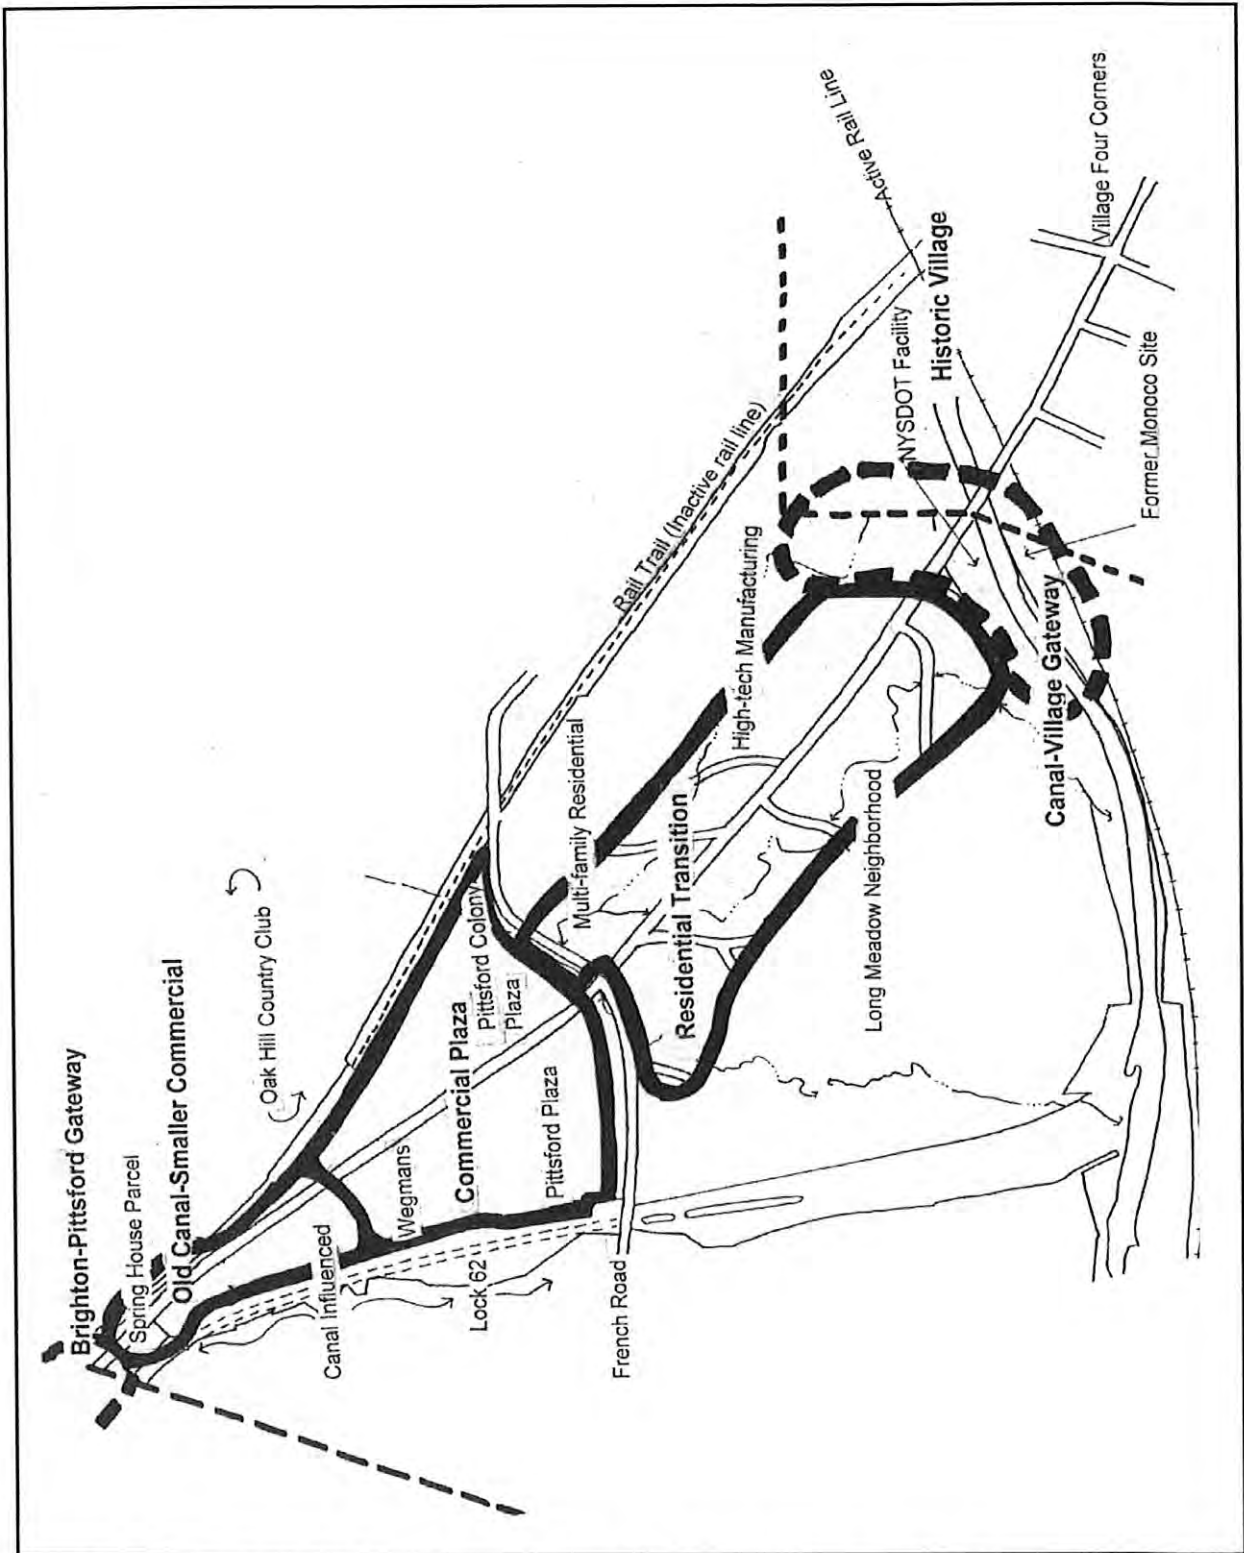 Brighton-Pittsford Gateway
Spring House Parcel
Old Canal-Smaller Commercial
Oak Hill Country Club
Canal Influenced
Wegmans
Commercial Plaza
Pittsford Colony
Plaza
Lock 62
Pittsford Plaza
Multi-family Residential
French Road
Rail Trail (Inactive rail line)
Residential Transition
High-tech Manufacturing
Active Rail Line
Long Meadow Neighborhood
NYSDOT Facility
Historic Village
Canal-Village Gateway
Village Four Corners
Former Monoco Site